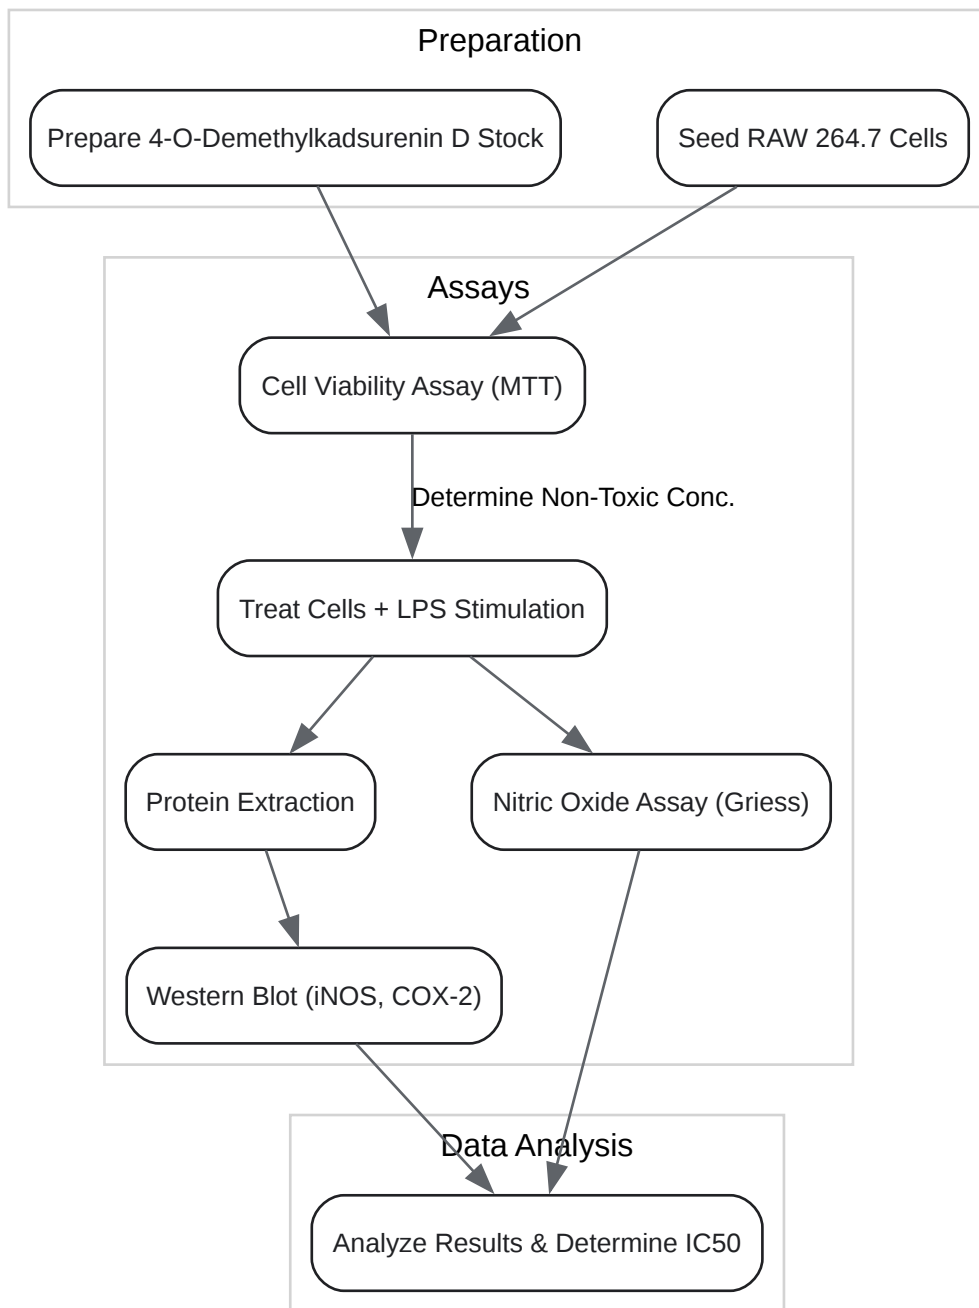 Preparation
Prepare 4-O-Demethylkadsurenin D Stock
Seed RAW 264.7 Cells
Assays
Cell Viability Assay (MTT)
Determine Non-Toxic Conc.
Treat Cells + LPS Stimulation
Protein Extraction
Nitric Oxide Assay (Griess)
Western Blot (iNOS, COX-2)
Data Analysis
Analyze Results & Determine IC50